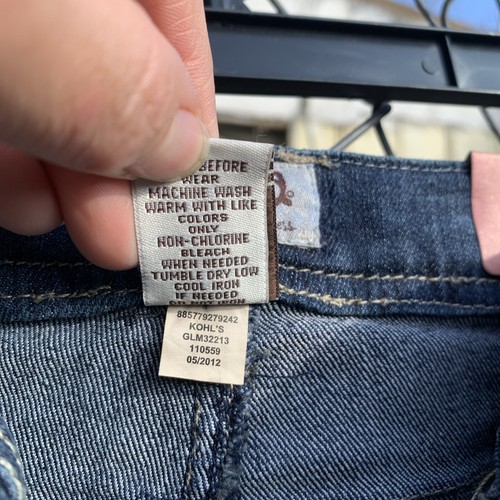 BEFORE
WEAR
MACHINE WASH
WARM WITH LIKE
COLORS
ONLY
NON-CHLORINE
BLEACH
WHEN NEEDED
TUMBLE DRY LOW
COOL IRON
IF NEEDED
885779279242
KOHL'S
GLM32213
110559
05/2012